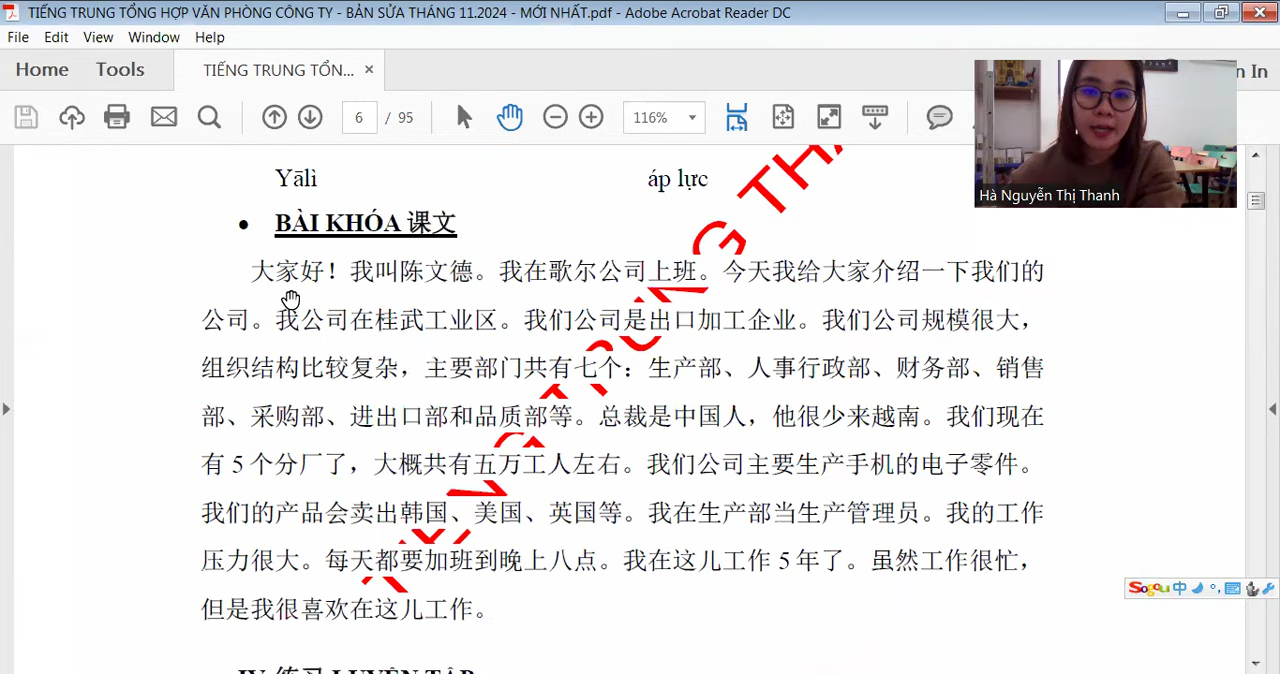 TIẾNG TRUNG TỔNG HỢP VĂN PHÒNG CÔNG TY - BẢN SỬA THÁNG 11.2024 - MỚI NHẤT.pdf - Adobe Acrobat Reader DC
File Edit View Window Help
Home Tools TIẾNG TRUNG TỔN... × n In
6 / 95 116%
Hà Nguyễn Thị Thanh
Yālì áp lực
• BÀI KHÓA 课文
大家好！我叫陈文德。我在歌尔公司上班。今天我给大家介绍一下我们的
公司。我公司在桂武工业区。我们公司是出口加工企业。我们公司规模很大，
组织结构比较复杂，主要部门共有七个：生产部、人事行政部、财务部、销售
部、采购部、进出口部和品质部等。总裁是中国人，他很少来越南。我们现在
有 5 个分厂了，大概共有五万工人左右。我们公司主要生产手机的电子零件。
我们的产品会卖出韩国、美国、英国等。我在生产部当生产管理员。我的工作
压力很大。每天都要加班到晚上八点。我在这儿工作 5 年了。虽然工作很忙，
但是我很喜欢在这儿工作。
Sogou 中
IV. 练习 LUYỆN TẬP